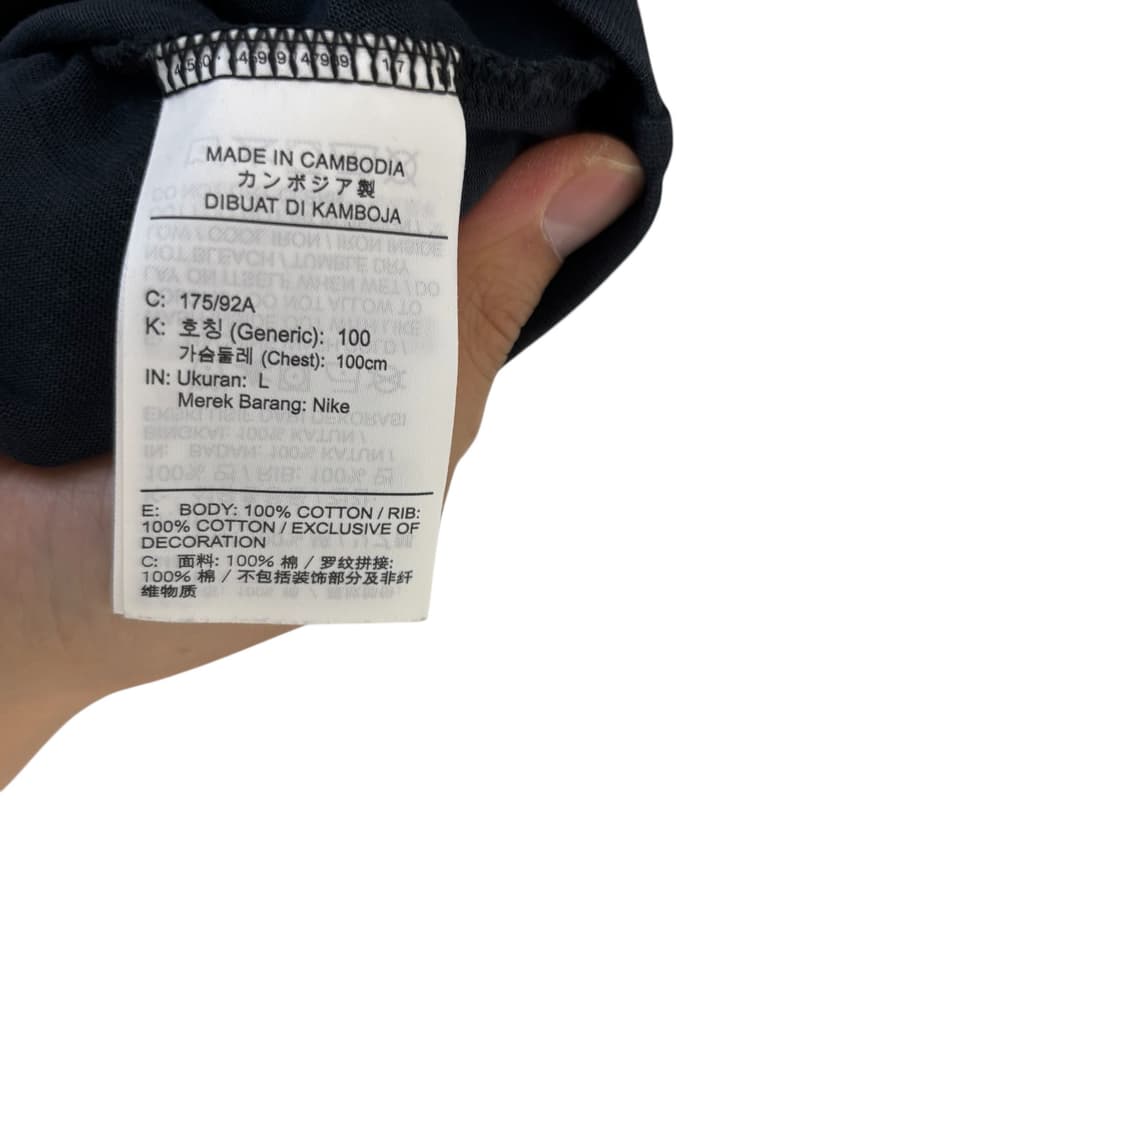 MADE IN CAMBODIA
カンボジア製
DIBUAT DI KAMBOJA
C: 175/92A
K: 호칭 (Generic): 100
가슴둘레 (Chest): 100cm
IN: Ukuran: L
Merek Barang: Nike
E: BODY: 100% COTTON / RIB:
100% COTTON / EXCLUSIVE OF
DECORATION
C: 面料: 100% 棉 / 罗纹拼接:
100% 棉 / 不包括装饰部分及非纤
维物质